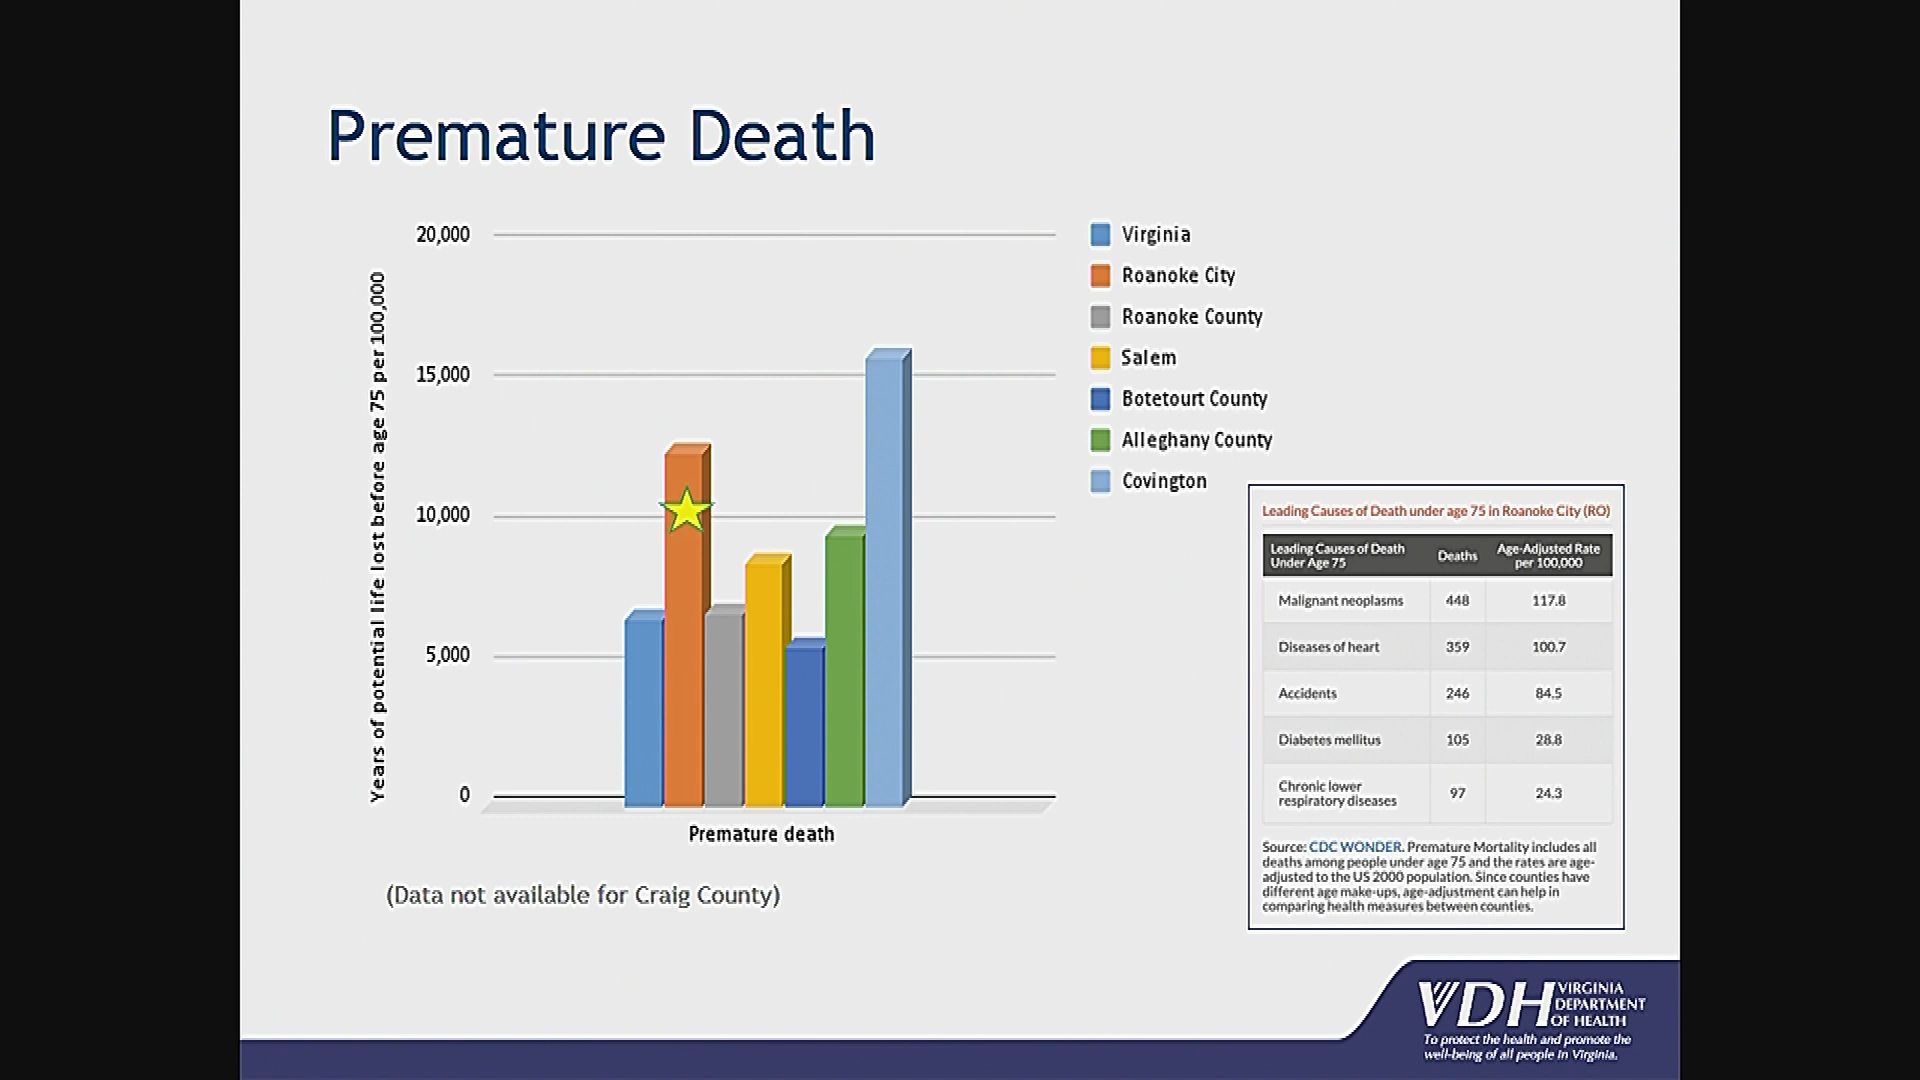 Premature Death
Years of potential life lost before age 75 per 100,000
20,000
15,000
10,000
5,000
0
Premature death
Virginia
Roanoke City
Roanoke County
Salem
Botetourt County
Alleghany County
Covington
(Data not available for Craig County)
Leading Causes of Death under age 75 in Roanoke City (RO)
Leading Causes of Death Under Age 75 Deaths Age-Adjusted Rate per 100,000
Malignant neoplasms 448 117.8
Diseases of heart 359 100.7
Accidents 246 84.5
Diabetes mellitus 105 28.8
Chronic lower respiratory diseases 97 24.3
Source: CDC WONDER. Premature Mortality includes all
deaths among people under age 75 and the rates are age-
adjusted to the US 2000 population. Since counties have
different age make-ups, age-adjustment can help in
comparing health measures between counties.
VDH VIRGINIA
DEPARTMENT
OF HEALTH
To protect the health and promote the
well-being of all people in Virginia.